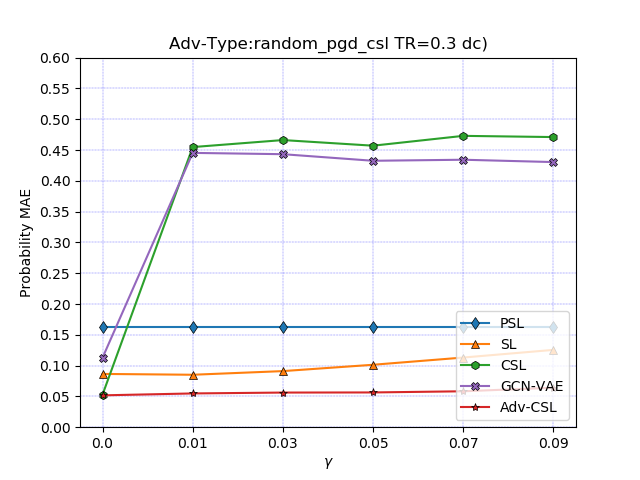 Adv-Type:random_pgd_csl TR=0.3 dc)
0.60
0.55
0.50
0.45
0.40
0.35
0.30
0.25
0.20
0.15
0.10
0.05
0.00
Probability MAE
PSL
SL
CSL
GCN-VAE
Adv-CSL
0.0 0.01 0.03 0.05 0.07 0.09
γ